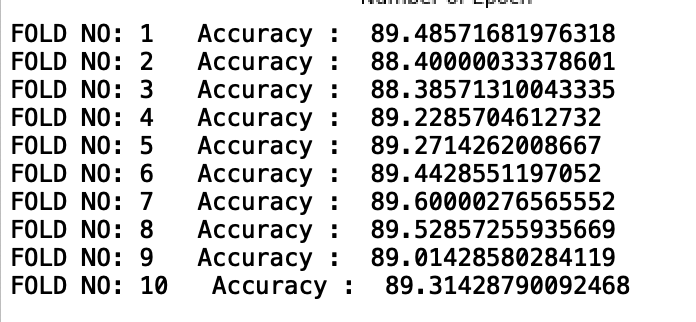 Number of Epoch
FOLD NO: 1   Accuracy :  89.48571681976318
FOLD NO: 2   Accuracy :  88.40000033378601
FOLD NO: 3   Accuracy :  88.38571310043335
FOLD NO: 4   Accuracy :  89.2285704612732
FOLD NO: 5   Accuracy :  89.2714262008667
FOLD NO: 6   Accuracy :  89.4428551197052
FOLD NO: 7   Accuracy :  89.60000276565552
FOLD NO: 8   Accuracy :  89.52857255935669
FOLD NO: 9   Accuracy :  89.01428580284119
FOLD NO: 10   Accuracy :  89.31428790092468